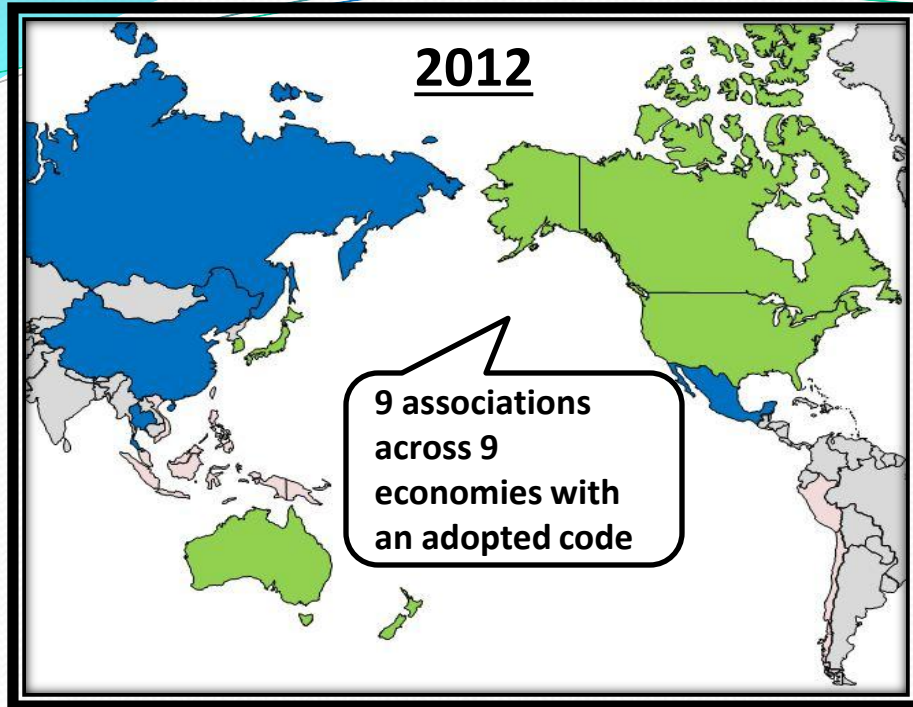 2012
9 associations
across 9
economies with
an adopted code